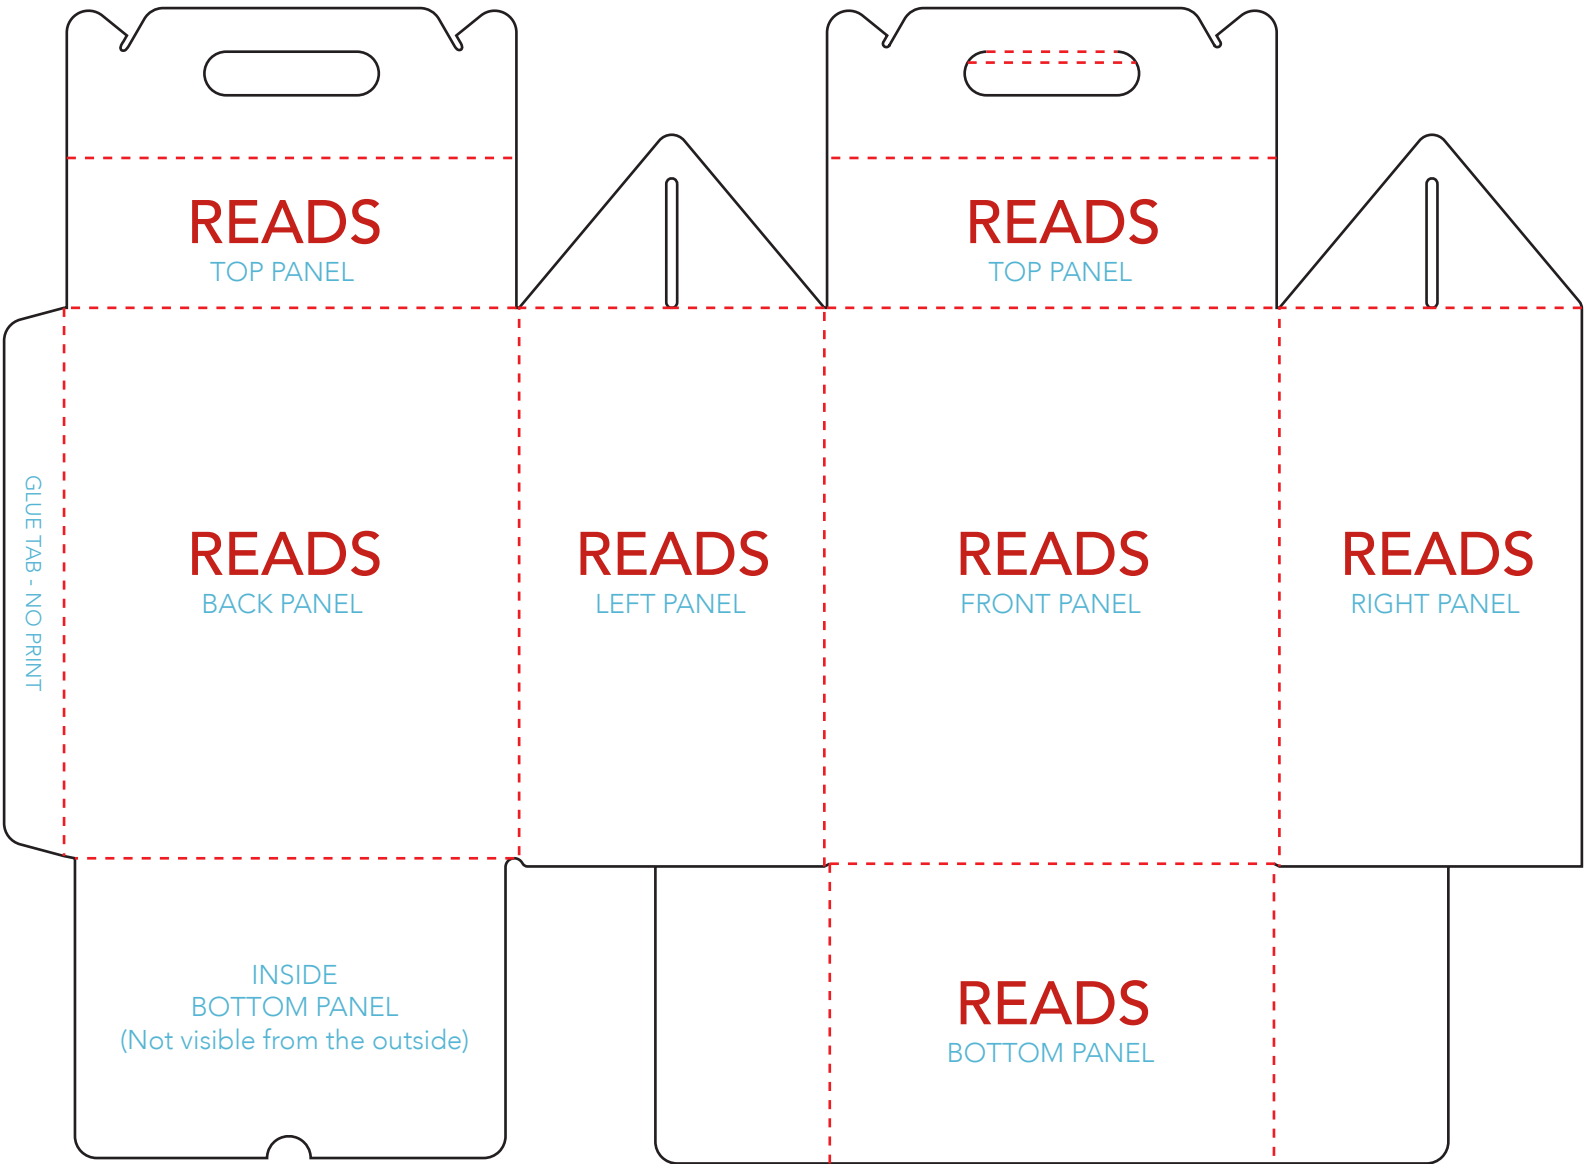 READS
TOP PANEL
READS
TOP PANEL
GLUE TAB - NO PRINT
READS
BACK PANEL
READS
LEFT PANEL
READS
FRONT PANEL
READS
RIGHT PANEL
INSIDE
BOTTOM PANEL
(Not visible from the outside)
READS
BOTTOM PANEL